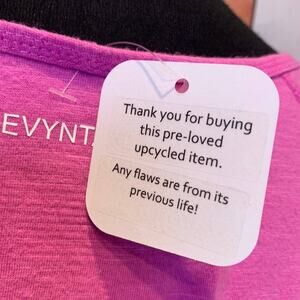 EVYNT
Thank you for buying
this pre-loved
upcycled item.
Any flaws are from its
previous life!